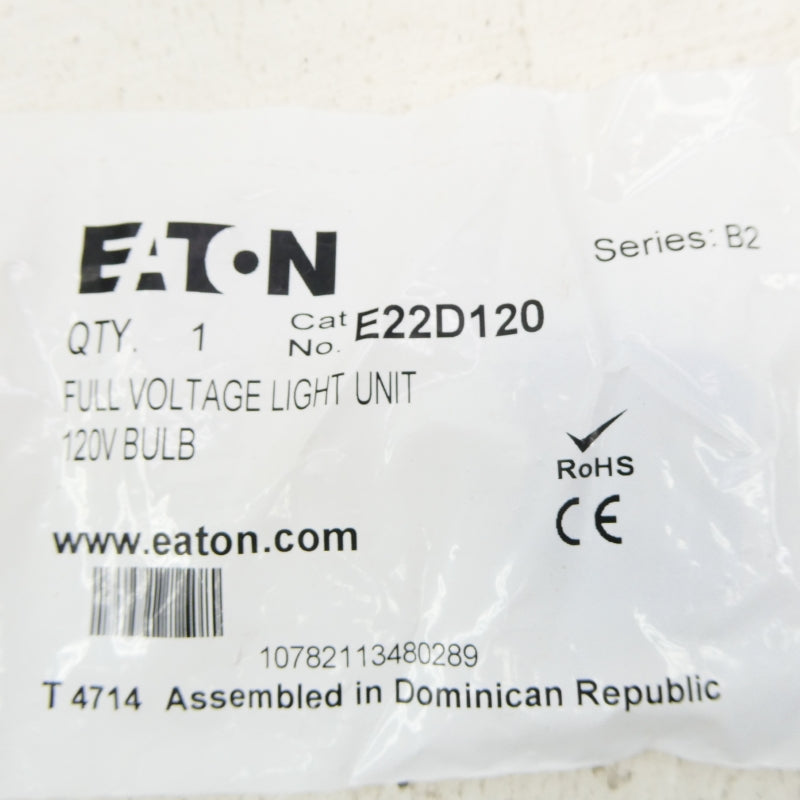 EATON
Series: B2
QTY. 1 Cat No. E22D120
FULL VOLTAGE LIGHT UNIT
120V BULB
RoHS
CE
www.eaton.com
10782113480289
T 4714 Assembled in Dominican Republic